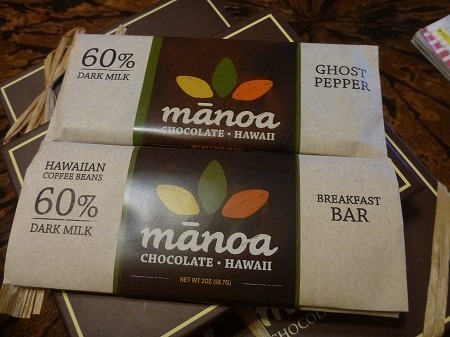 60%
DARK MILK
mānoa
CHOCOLATE • HAWAII
GHOST
PEPPER
HAWAIIAN
COFFEE BEANS
60%
DARK MILK
mānoa
CHOCOLATE • HAWAII
NET WT 2OZ (56.7G)
BREAKFAST
BAR